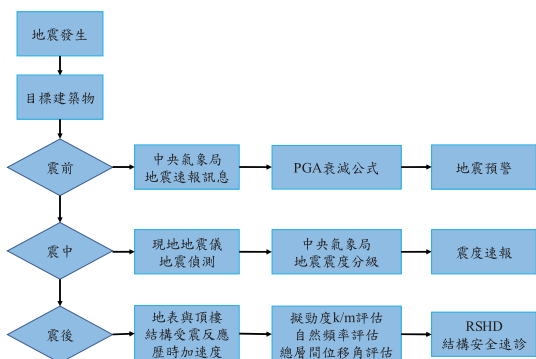 地震發生
目標建築物
震前
中央氣象局
地震速報訊息
PGA衰減公式
地震預警
震中
現地地震儀
地震偵測
中央氣象局
地震震度分級
震度速報
震後
地表與頂樓
結構受震反應
歷時加速度
擬勁度k/m評估
自然頻率評估
總層間位移角評估
RSHD
結構安全速診